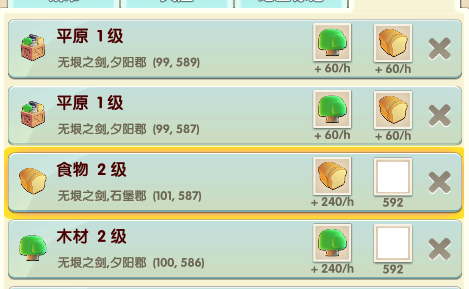 平原 1级
无垠之剑,夕阳郡 (99, 589)
+ 60/h
+ 60/h
平原 1级
无垠之剑,夕阳郡 (99, 587)
+ 60/h
+ 60/h
食物 2级
无垠之剑,石堡郡 (101, 587)
+ 240/h
592
木材 2级
无垠之剑,夕阳郡 (100, 586)
+ 240/h
592